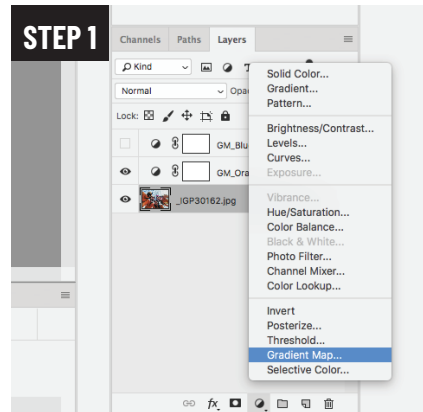 STEP 1
Channels Paths Layers
Kind
Normal
Opa
Lock:
GM_Blu
GM_Ora
_IGP30162.jpg
Solid Color...
Gradient...
Pattern...
Brightness/Contrast...
Levels...
Curves...
Exposure...
Vibrance...
Hue/Saturation...
Color Balance...
Black & White...
Photo Filter...
Channel Mixer...
Color Lookup...
Invert
Posterize...
Threshold...
Gradient Map...
Selective Color...
fx